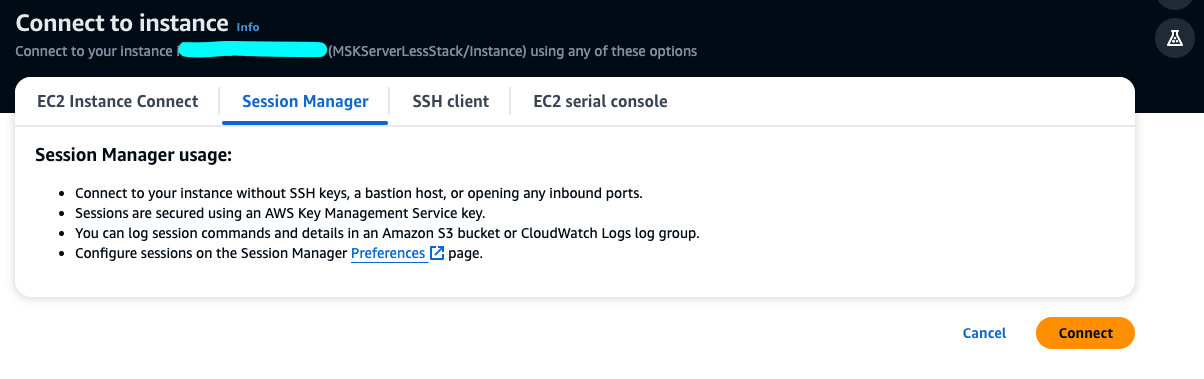 Connect to instance Info
Connect to your instance (MSKServerLessStack/Instance) using any of these options
EC2 Instance Connect
Session Manager
SSH client
EC2 serial console
Session Manager usage:
• Connect to your instance without SSH keys, a bastion host, or opening any inbound ports.
• Sessions are secured using an AWS Key Management Service key.
• You can log session commands and details in an Amazon S3 bucket or CloudWatch Logs log group.
• Configure sessions on the Session Manager Preferences page.
Cancel
Connect